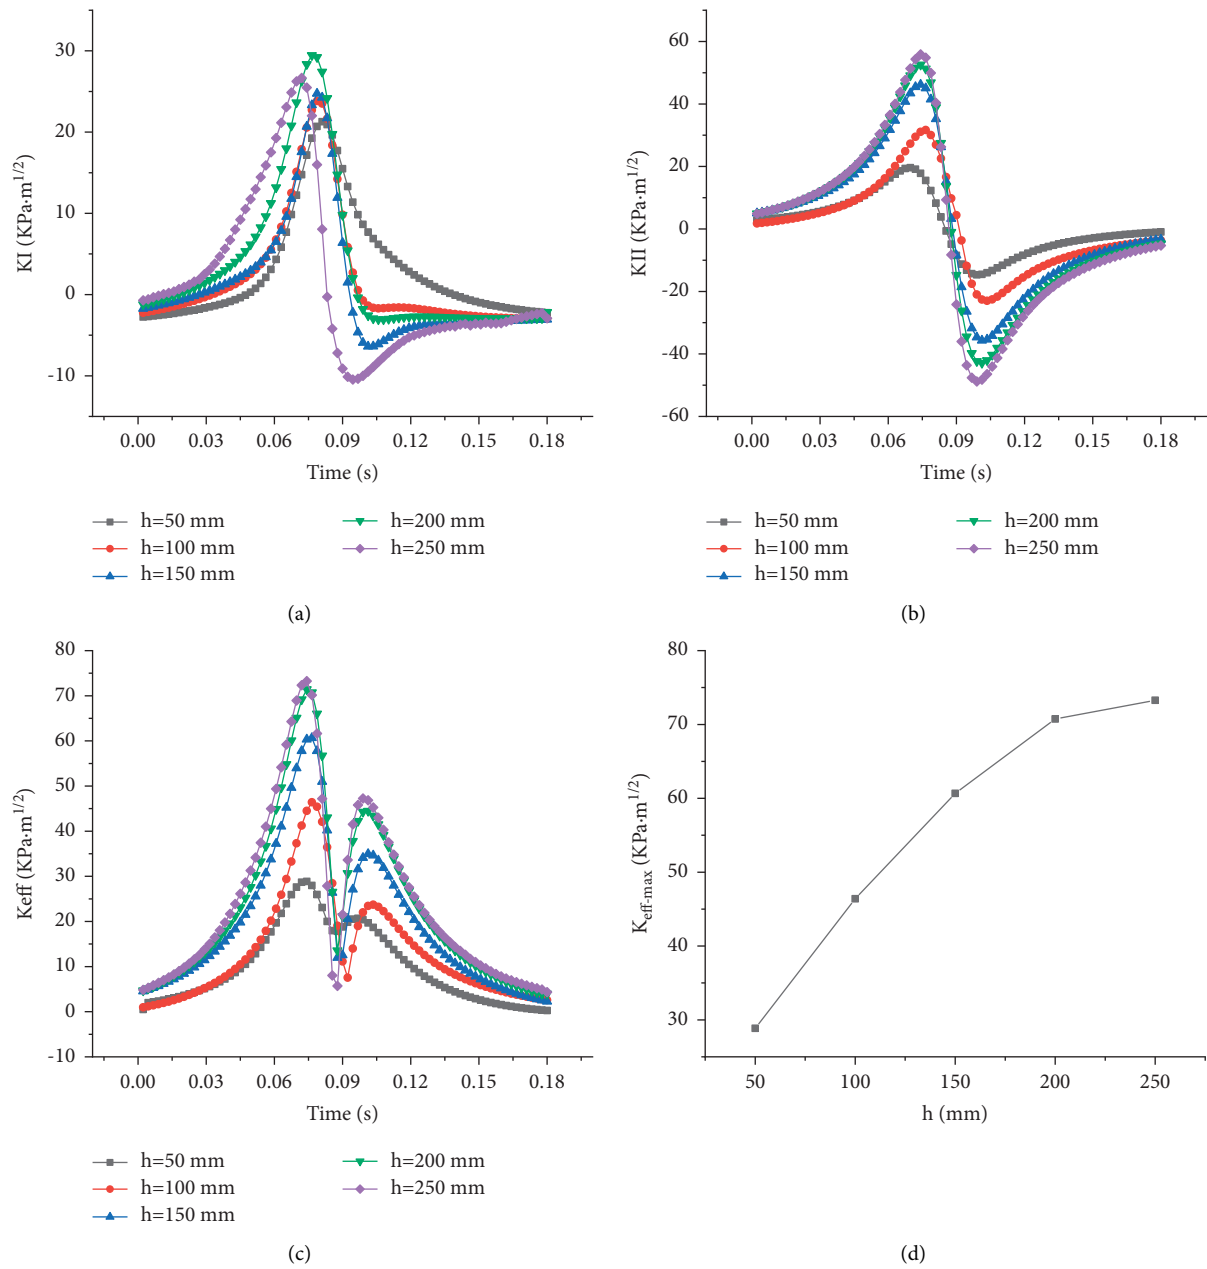 30
20
10
0
-10
KI (KPa·m1/2)
0.00 0.03 0.06 0.09 0.12 0.15 0.18
Time (s)
h=50 mm h=200 mm
h=100 mm h=250 mm
h=150 mm
(a)
60
40
20
0
-20
-40
-60
KII (KPa·m1/2)
0.00 0.03 0.06 0.09 0.12 0.15 0.18
Time (s)
h=50 mm h=200 mm
h=100 mm h=250 mm
h=150 mm
(b)
80
70
60
50
40
30
20
10
0
-10
Keff (KPa·m1/2)
0.00 0.03 0.06 0.09 0.12 0.15 0.18
Time (s)
h=50 mm h=200 mm
h=100 mm h=250 mm
h=150 mm
(c)
80
70
60
50
40
30
Keff-max (KPa·m1/2)
50 100 150 200 250
h (mm)
(d)